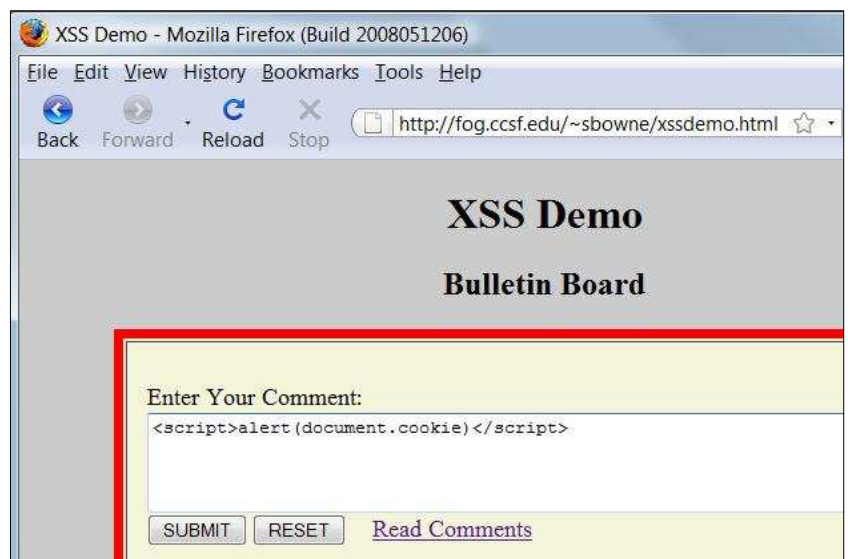 XSS Demo - Mozilla Firefox (Build 2008051206)
File Edit View History Bookmarks Tools Help
Back Forward Reload Stop http://fog.ccsf.edu/~sbowne/xssdemo.html
XSS Demo
Bulletin Board
Enter Your Comment:
<script>alert(document.cookie)</script>
SUBMIT RESET Read Comments